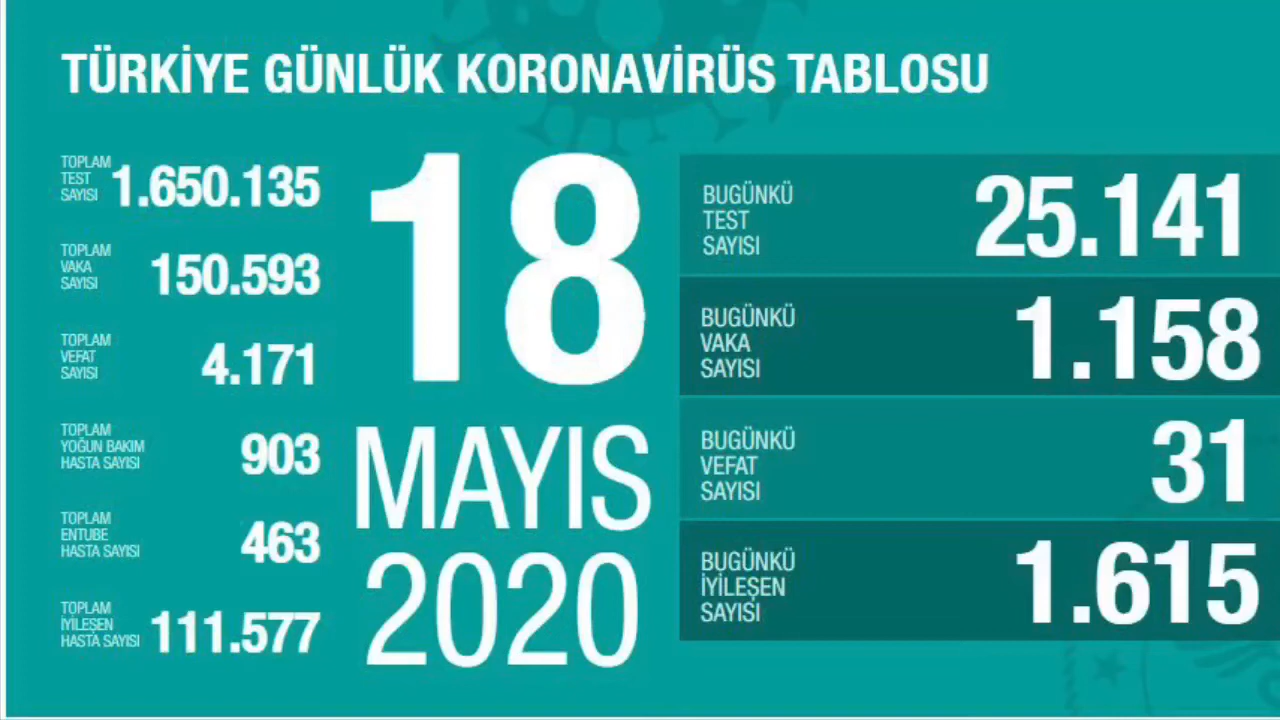 TÜRKİYE GÜNLÜK KORONAVİRÜS TABLOSU
TOPLAM
TEST
SAYISI
1.650.135
TOPLAM
VAKA
SAYISI
150.593
TOPLAM
VEFAT
SAYISI
4.171
TOPLAM
YOĞUN BAKIM
HASTA SAYISI
903
TOPLAM
ENTUBE
HASTA SAYISI
463
TOPLAM
İYİLEŞEN
HASTA SAYISI
111.577
18
MAYIS
2020
BUGÜNKÜ
TEST
SAYISI
25.141
BUGÜNKÜ
VAKA
SAYISI
1.158
BUGÜNKÜ
VEFAT
SAYISI
31
BUGÜNKÜ
İYİLEŞEN
SAYISI
1.615